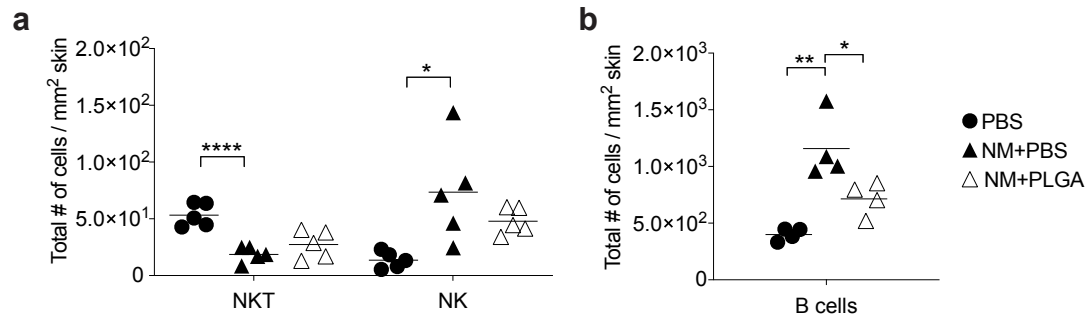 a
Total # of cells / mm² skin
2.0×10²
1.5×10²
1.0×10²
5.0×10¹
0
****
*
NKT
NK
b
Total # of cells / mm² skin
2.0×10³
1.5×10³
1.0×10³
5.0×10²
0
**
*
B cells
PBS
NM+PBS
NM+PLGA